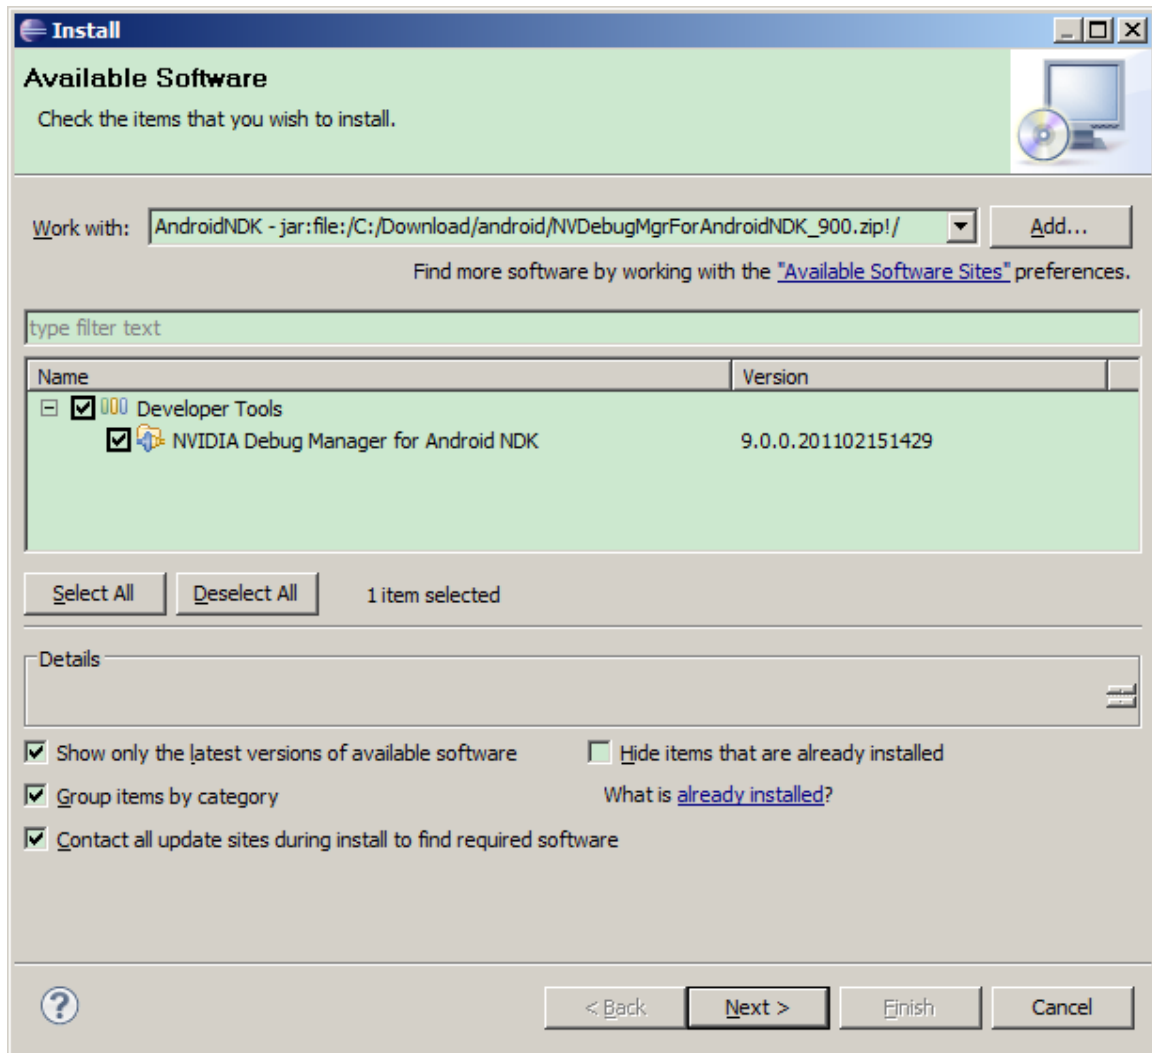 Install
Available Software
Check the items that you wish to install.
Work with: AndroidNDK - jar:file:/C:/Download/android/NVDebugMgrForAndroidNDK_900.zip!/ Add...
Find more software by working with the "Available Software Sites" preferences.
type filter text
Name Version
Developer Tools
NVIDIA Debug Manager for Android NDK 9.0.0.201102151429
Select All Deselect All 1 item selected
Details
Show only the latest versions of available software Hide items that are already installed
Group items by category What is already installed?
Contact all update sites during install to find required software
? < Back Next > Finish Cancel